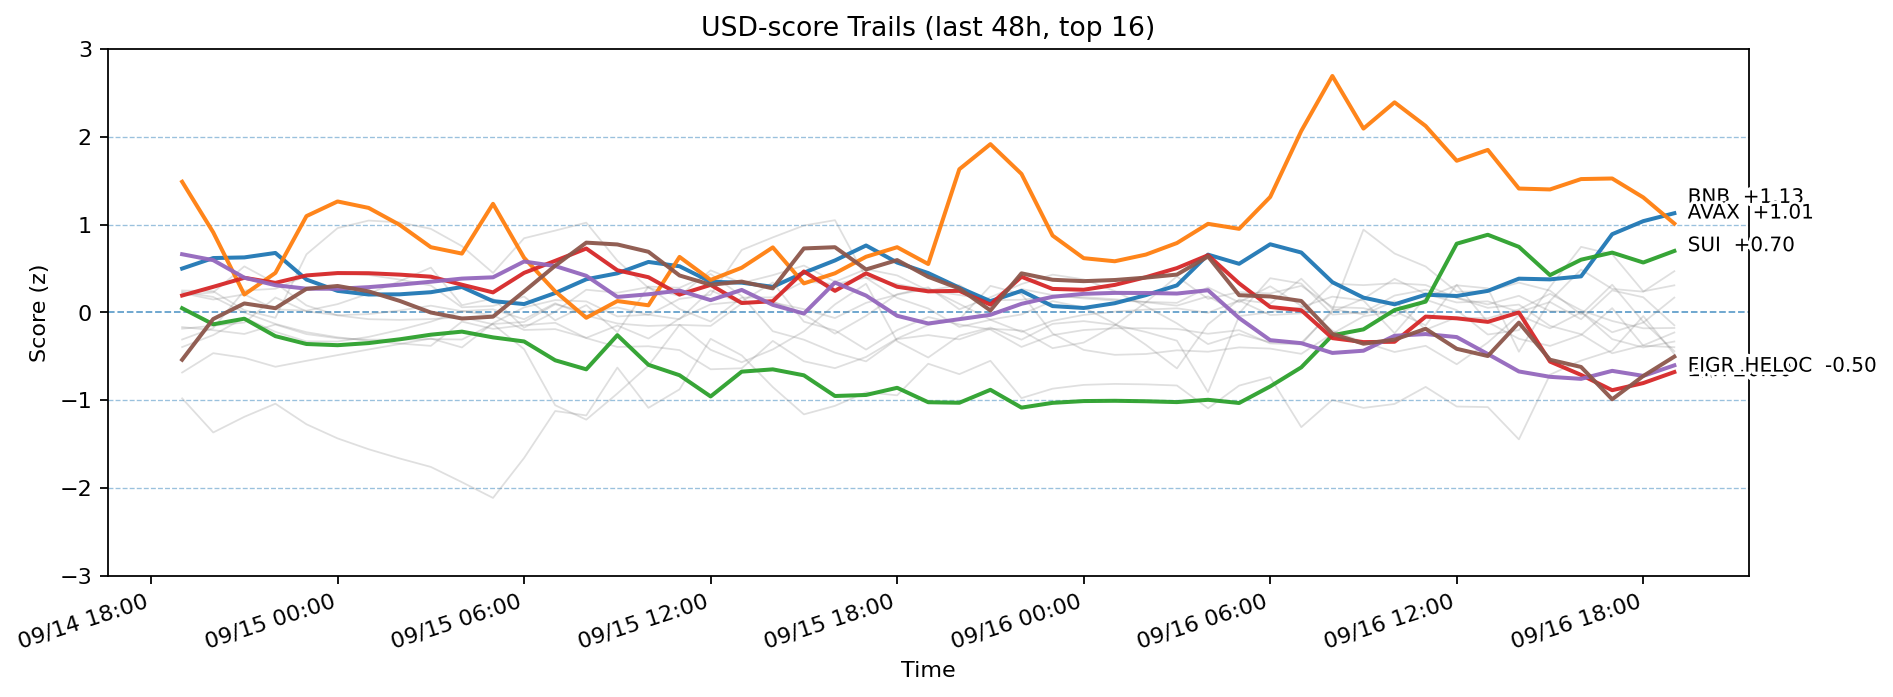 USD-score Trails (last 48h, top 16)
Score (z)
3
2
1
0
−1
−2
−3
BNB +1.13
AVAX +1.01
SUI +0.70
FIGR_HELOC -0.50
09/14 18:00
09/15 00:00
09/15 06:00
09/15 12:00
09/15 18:00
09/16 00:00
09/16 06:00
09/16 12:00
09/16 18:00
Time